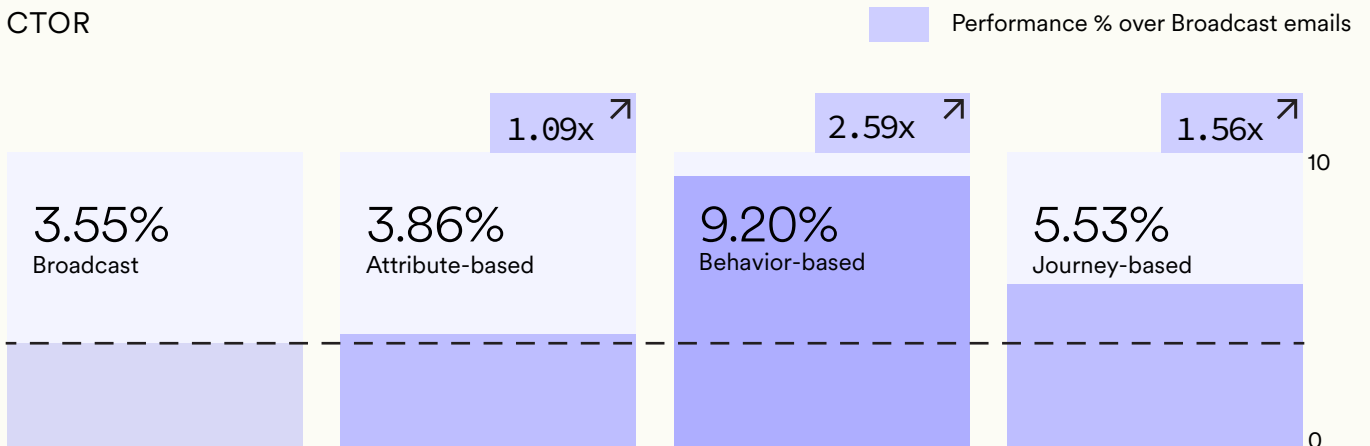 CTOR
Performance % over Broadcast emails
1.09x
2.59x
1.56x
10
3.55%
Broadcast
3.86%
Attribute-based
9.20%
Behavior-based
5.53%
Journey-based
0